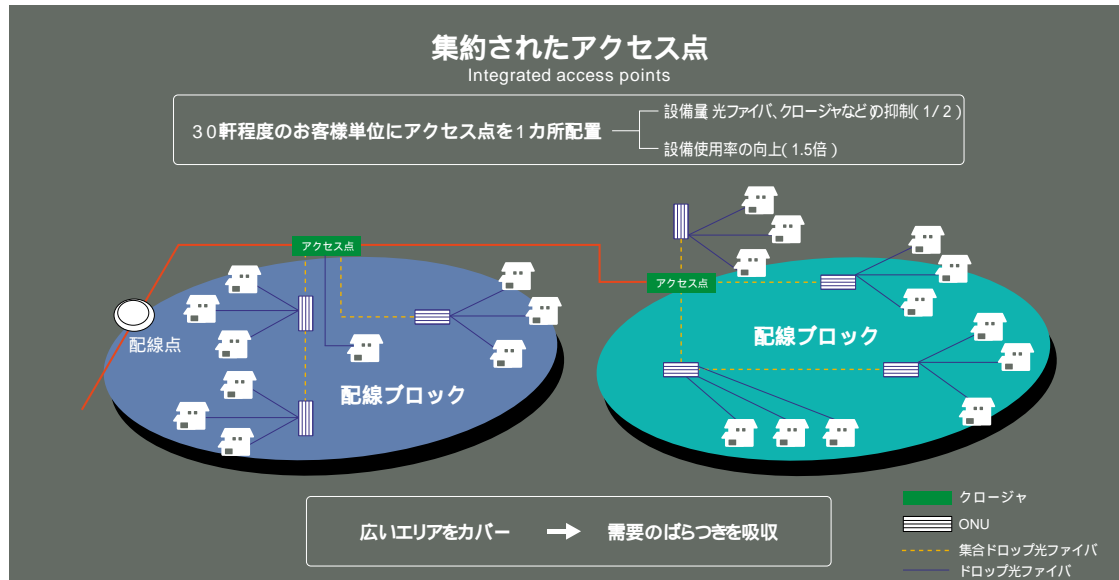 集約されたアクセス点
Integrated access points
30軒程度のお客様単位にアクセス点を1カ所配置
設備量 光ファイバ、クロージャなどの抑制(1/2)
設備使用率の向上(1.5倍)
アクセス点
アクセス点
配線点
配線ブロック
配線ブロック
広いエリアをカバー → 需要のばらつきを吸収
クロージャ
ONU
集合ドロップ光ファイバ
ドロップ光ファイバ